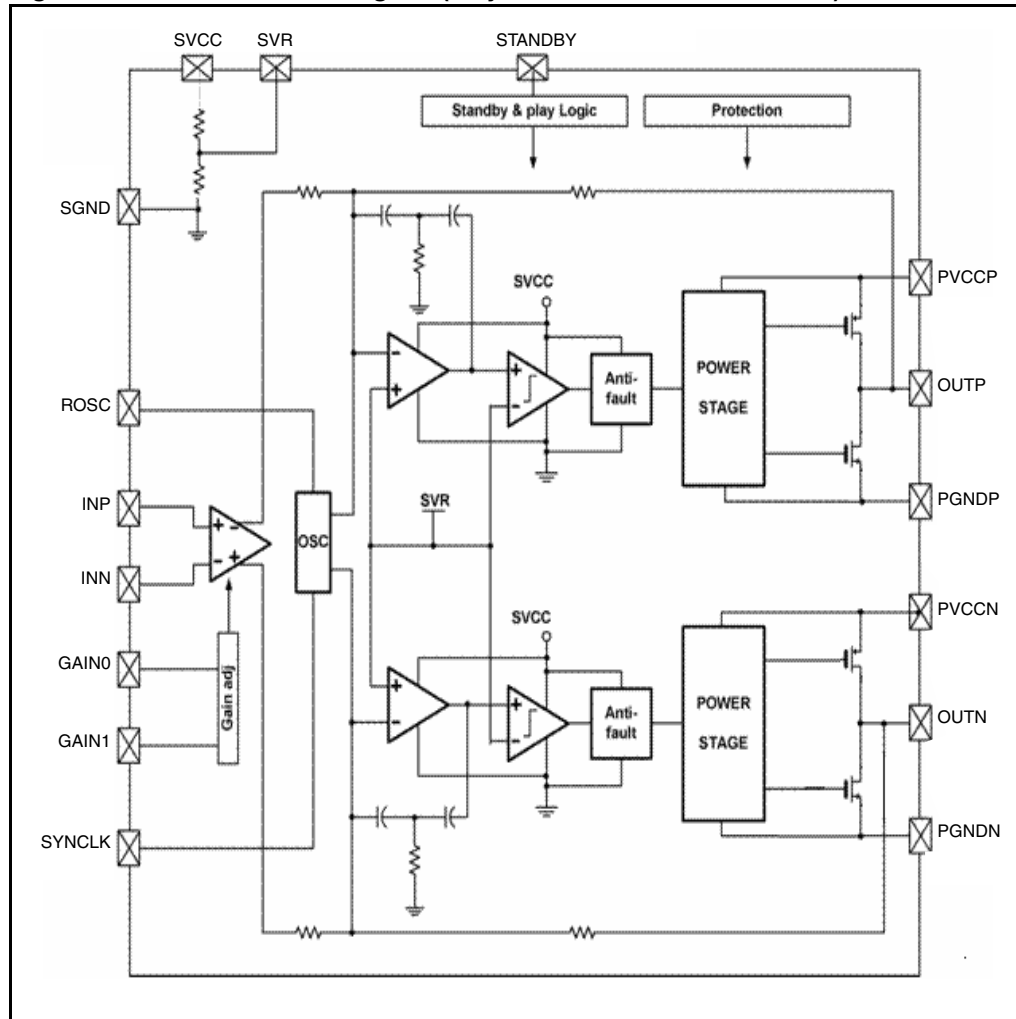 SVCC
SVR
STANDBY
Standby & play Logic
Protection
SGND
SVCC
PVCCP
POWER
STAGE
Anti-
fault
OUTP
ROSC
PGNDP
INP
SVR
OSC
INN
PVCCN
SVCC
GAIN0
Gain adj
POWER
STAGE
Anti-
fault
OUTN
GAIN1
SYNCLK
PGNDN